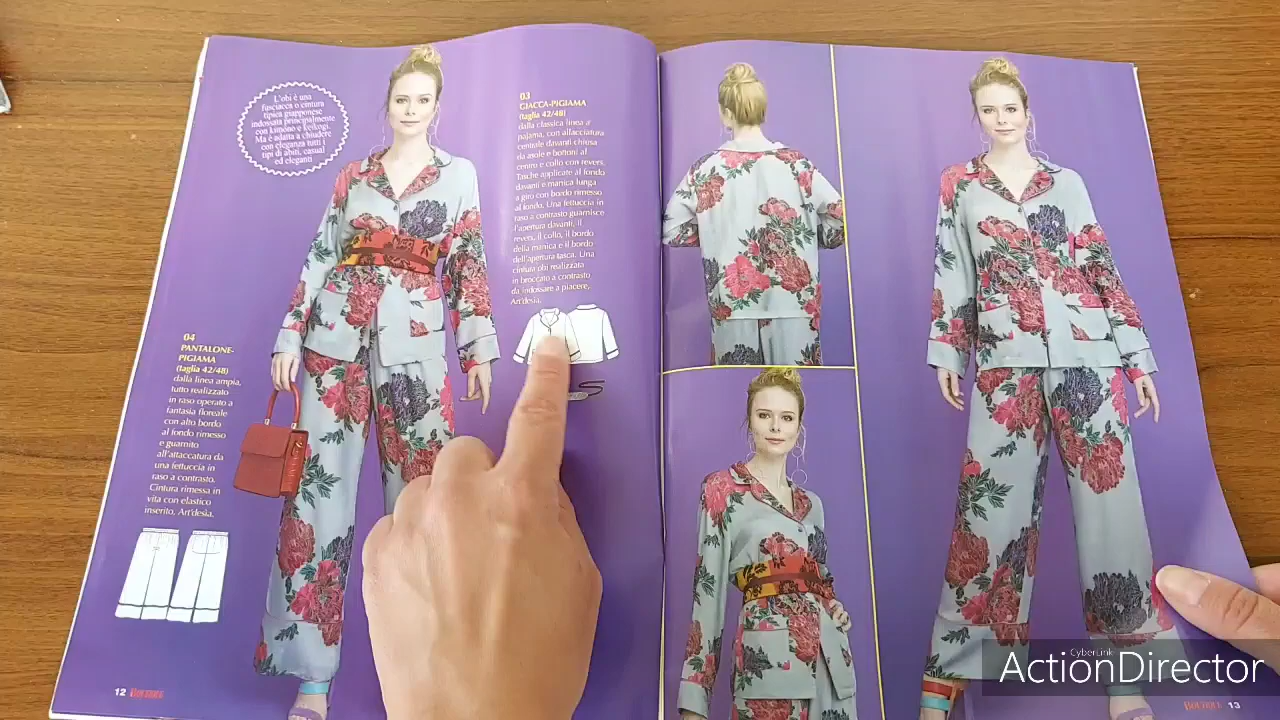 L'obi è una
fusciacca o cintura
tipica giapponese
indossata principalmente
con kimono e keikogi.
Ma è adatta a chiudere
con eleganza tutti i
tipi di abiti, casual
ed eleganti
03
GIACCA-PIGIAMA
(taglia 42/48)
dalla classica linea a
pajama, con allacciatura
centrale davanti chiusa
da asole e bottoni al
centro e collo con revers.
Tasche applicate al fondo
davanti e manica lunga
a giro con bordo rimesso
al fondo. Una fettuccia in
raso a contrasto guarnisce
l'apertura davanti, il
revers, il collo, il bordo
della manica e il bordo
dell'apertura tasca. Una
cintura obi realizzata
in broccato a contrasto
da indossare a piacere,
Art'desia.
S
04
PANTALONE-
PIGIAMA
(taglia 42/48)
dalla linea ampia,
tutto realizzato
in raso operato a
fantasia floreale
con alto bordo
al fondo rimesso
e guarnito
all'attaccatura da
una fettuccia in
raso a contrasto.
Cintura rimessa in
vita con elastico
inserito, Art'desia.
12 BOUTIQUE
BOUTIQUE 13
CyberLink
ActionDirector